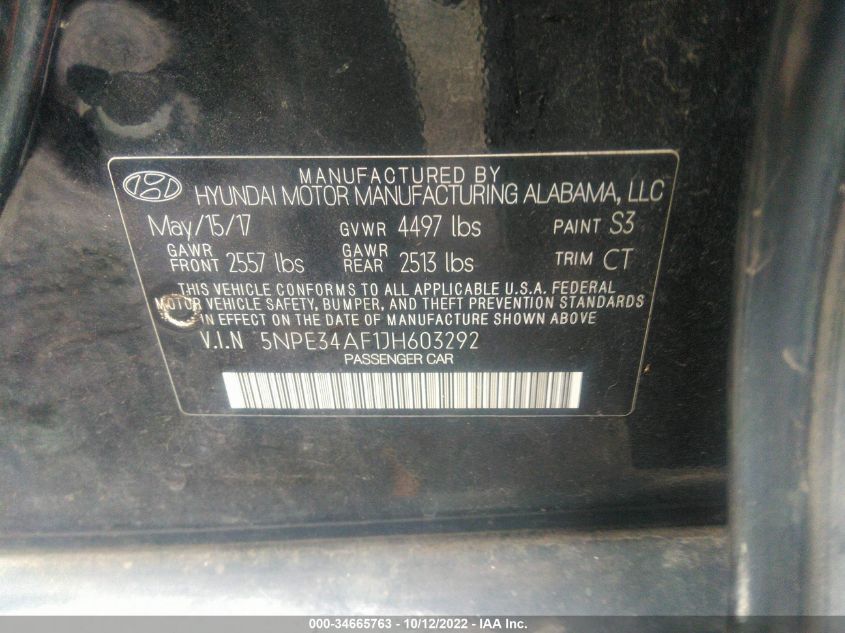 MANUFACTURED BY
HYUNDAI MOTOR MANUFACTURING ALABAMA, LLC
May/15/17 GVWR 4497 lbs PAINT S3
GAWR FRONT 2557 lbs GAWR REAR 2513 lbs TRIM CT
THIS VEHICLE CONFORMS TO ALL APPLICABLE U.S.A. FEDERAL
MOTOR VEHICLE SAFETY, BUMPER, AND THEFT PREVENTION STANDARDS
IN EFFECT ON THE DATE OF MANUFACTURE SHOWN ABOVE
V.I.N 5NPE34AF1JH603292
PASSENGER CAR
000-34665763 - 10/12/2022 - IAA Inc.